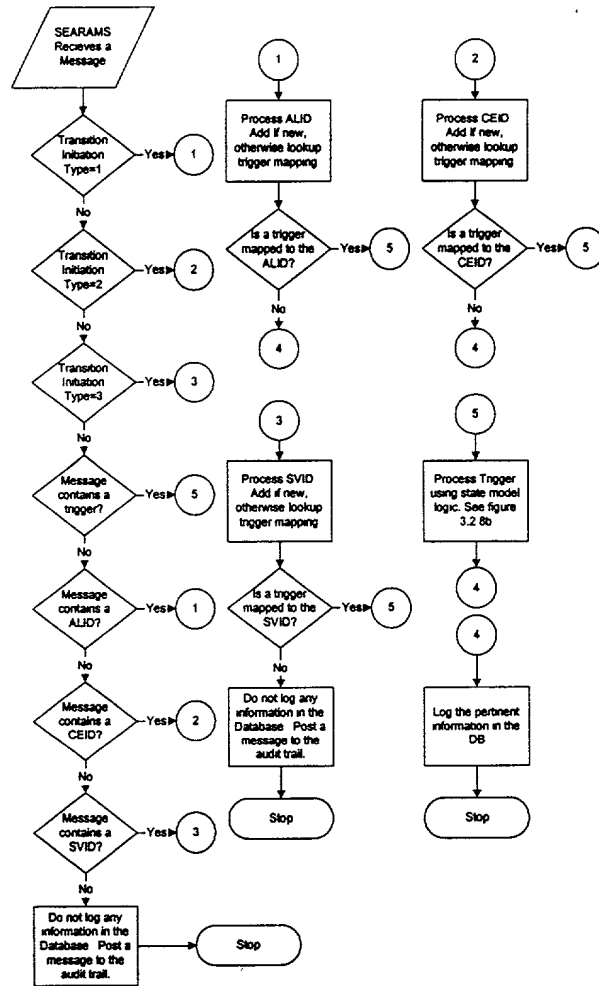 SEARAMS
Recieves a
Message
Transition
Initiation
Type=1
Yes
1
No
Transition
Initiation
Type=2
Yes
2
No
Transition
Initiation
Type=3
Yes
3
No
Message
contains a
trigger?
Yes
5
No
Message
contains a
ALID?
Yes
1
No
Message
contains a
CEID?
Yes
2
No
Message
contains a
SVID?
Yes
3
No
Do not log any
information in the
Database Post a
message to the
audit trail.
Stop
1
Process ALID
Add if new,
otherwise lookup
trigger mapping
Is a trigger
mapped to the
ALID?
Yes
5
No
4
2
Process CEID
Add if new,
otherwise lookup
trigger mapping
Is a trigger
mapped to the
CEID?
Yes
5
No
4
3
Process SVID
Add if new,
otherwise lookup
trigger mapping
Is a trigger
mapped to the
SVID?
Yes
5
No
Do not log any
information in the
Database Post a
message to the
audit trail.
Stop
5
Process Trigger
using state model
logic. See figure
3.2 8b
4
4
Log the pertinent
information in the
DB
Stop